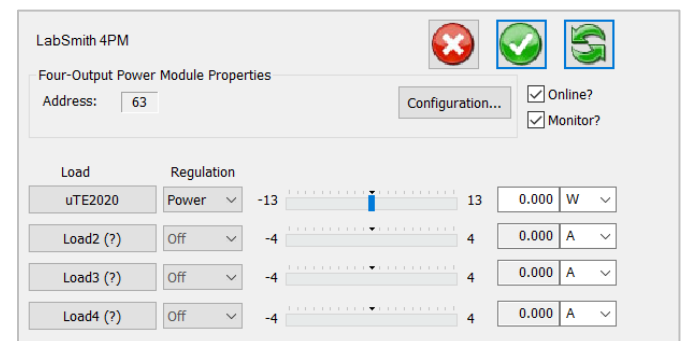 LabSmith 4PM
Four-Output Power Module Properties
Address: 63 Configuration... Online?
Monitor?
Load Regulation
uTE2020 Power -13 13 0.000 W
Load2 (?) Off -4 4 0.000 A
Load3 (?) Off -4 4 0.000 A
Load4 (?) Off -4 4 0.000 A